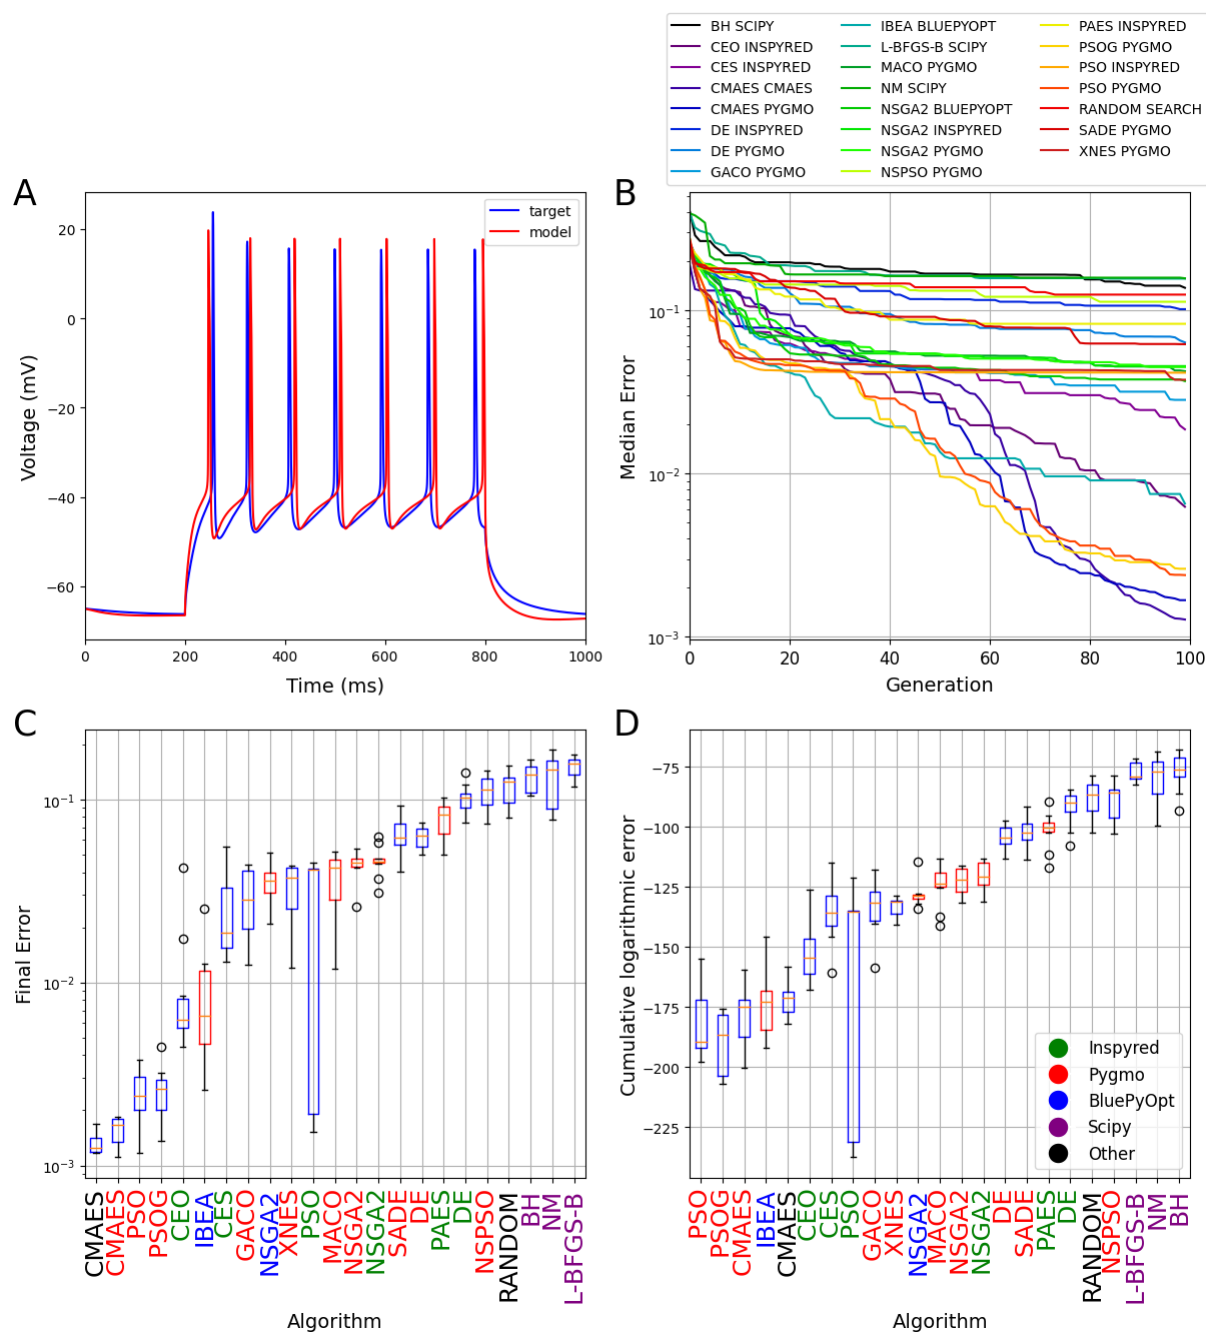 BH SCIPY
CEO INSPYRED
CES INSPYRED
CMAES CMAES
CMAES PYGMO
DE INSPYRED
DE PYGMO
GACO PYGMO
IBEA BLUEPYOPT
L-BFGS-B SCIPY
MACO PYGMO
NM SCIPY
NSGA2 BLUEPYOPT
NSGA2 INSPYRED
NSGA2 PYGMO
NSPSO PYGMO
PAES INSPYRED
PSOG PYGMO
PSO INSPYRED
PSO PYGMO
RANDOM SEARCH
SADE PYGMO
XNES PYGMO
A
target
model
20
0
−20
−40
−60
Voltage (mV)
0 200 400 600 800 1000
Time (ms)
B
10⁻¹
10⁻²
10⁻³
Median Error
0 20 40 60 80 100
Generation
C
10⁻¹
10⁻²
10⁻³
Final Error
CMAES
CMAES
PSO
PSOG
CEO
IBEA
CES
GACO
NSGA2
XNES
PSO
MACO
NSGA2
NSGA2
SADE
DE
PAES
DE
NSPSO
RANDOM
BH
NM
L-BFGS-B
Algorithm
D
−75
−100
−125
−150
−175
−200
−225
Cumulative logarithmic error
Inspyred
Pygmo
BluePyOpt
Scipy
Other
PSO
PSOG
CMAES
IBEA
CMAES
CEO
CES
PSO
GACO
XNES
NSGA2
MACO
NSGA2
NSGA2
DE
SADE
PAES
DE
RANDOM
NSPSO
L-BFGS-B
NM
BH
Algorithm